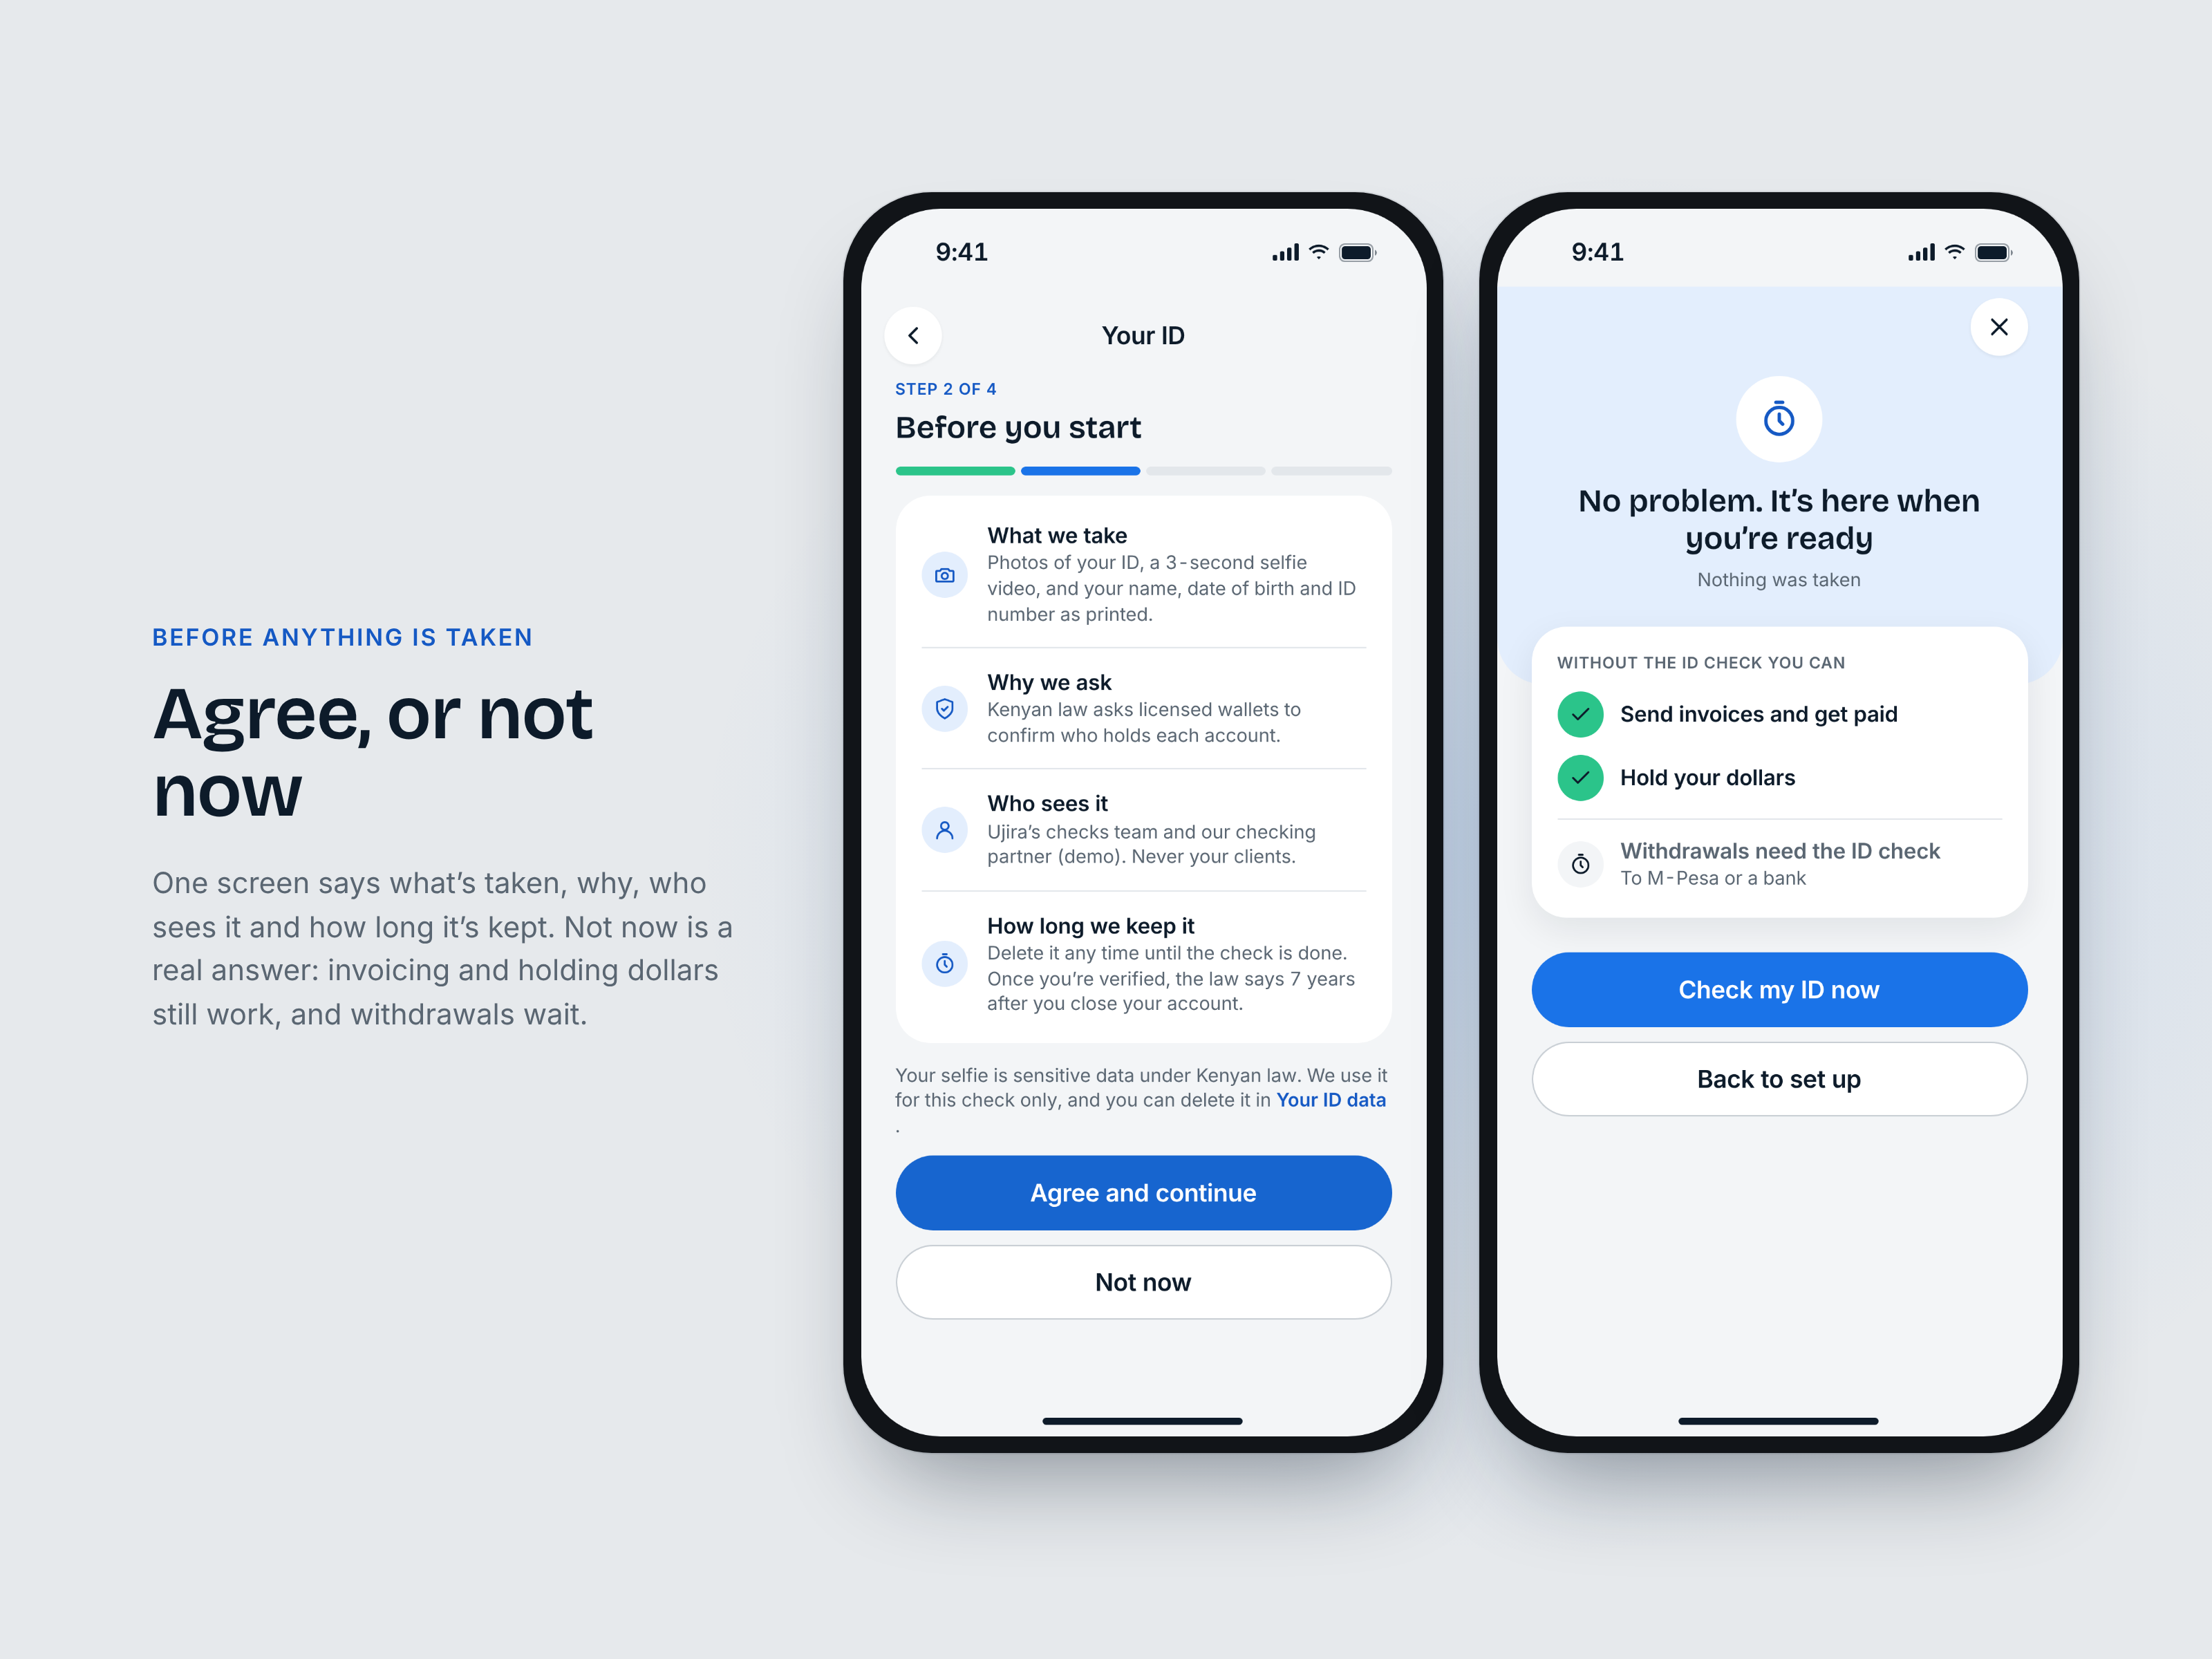 BEFORE ANYTHING IS TAKEN
Agree, or not
now
One screen says what’s taken, why, who
sees it and how long it’s kept. Not now is a
real answer: invoicing and holding dollars
still work, and withdrawals wait.
9:41
Your ID
STEP 2 OF 4
Before you start
What we take
Photos of your ID, a 3-second selfie
video, and your name, date of birth and ID
number as printed.
Why we ask
Kenyan law asks licensed wallets to
confirm who holds each account.
Who sees it
Ujira’s checks team and our checking
partner (demo). Never your clients.
How long we keep it
Delete it any time until the check is done.
Once you’re verified, the law says 7 years
after you close your account.
Your selfie is sensitive data under Kenyan law. We use it
for this check only, and you can delete it in Your ID data
.
Agree and continue
Not now
9:41
No problem. It’s here when
you’re ready
Nothing was taken
WITHOUT THE ID CHECK YOU CAN
Send invoices and get paid
Hold your dollars
Withdrawals need the ID check
To M-Pesa or a bank
Check my ID now
Back to set up